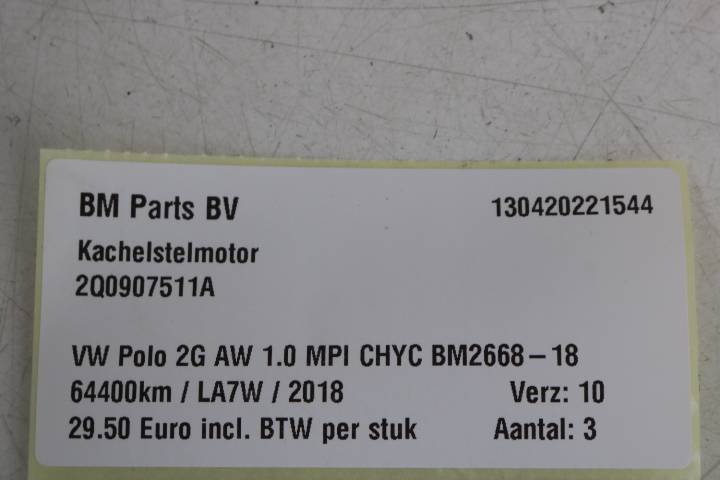 BM Parts BV 130420221544
Kachelstelmotor
2Q0907511A
VW Polo 2G AW 1.0 MPI CHYC BM2668-18
64400km / LA7W / 2018 Verz: 10
29.50 Euro incl. BTW per stuk Aantal: 3